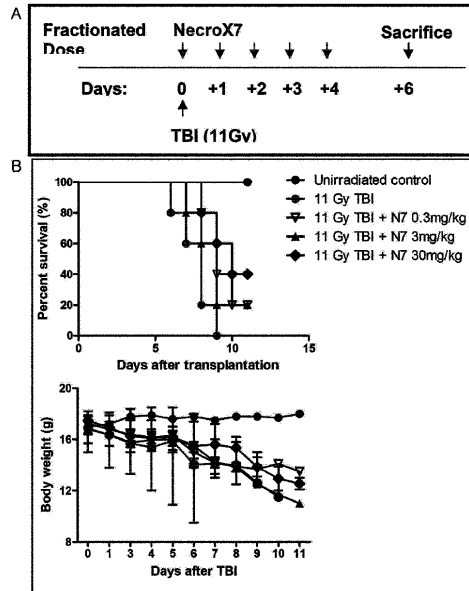 A
Fractionated NecroX7 Sacrifice
Dose
Days: 0 +1 +2 +3 +4 +6
TBI (11Gy)
B
Percent survival (%)
100
80
60
40
20
0
0 5 10 15
Days after transplantation
Unirradiated control
11 Gy TBI
11 Gy TBI + N7 0.3mg/kg
11 Gy TBI + N7 3mg/kg
11 Gy TBI + N7 30mg/kg
Body weight (g)
20
16
12
8
0 1 3 4 5 6 7 8 9 10 11
Days after TBI